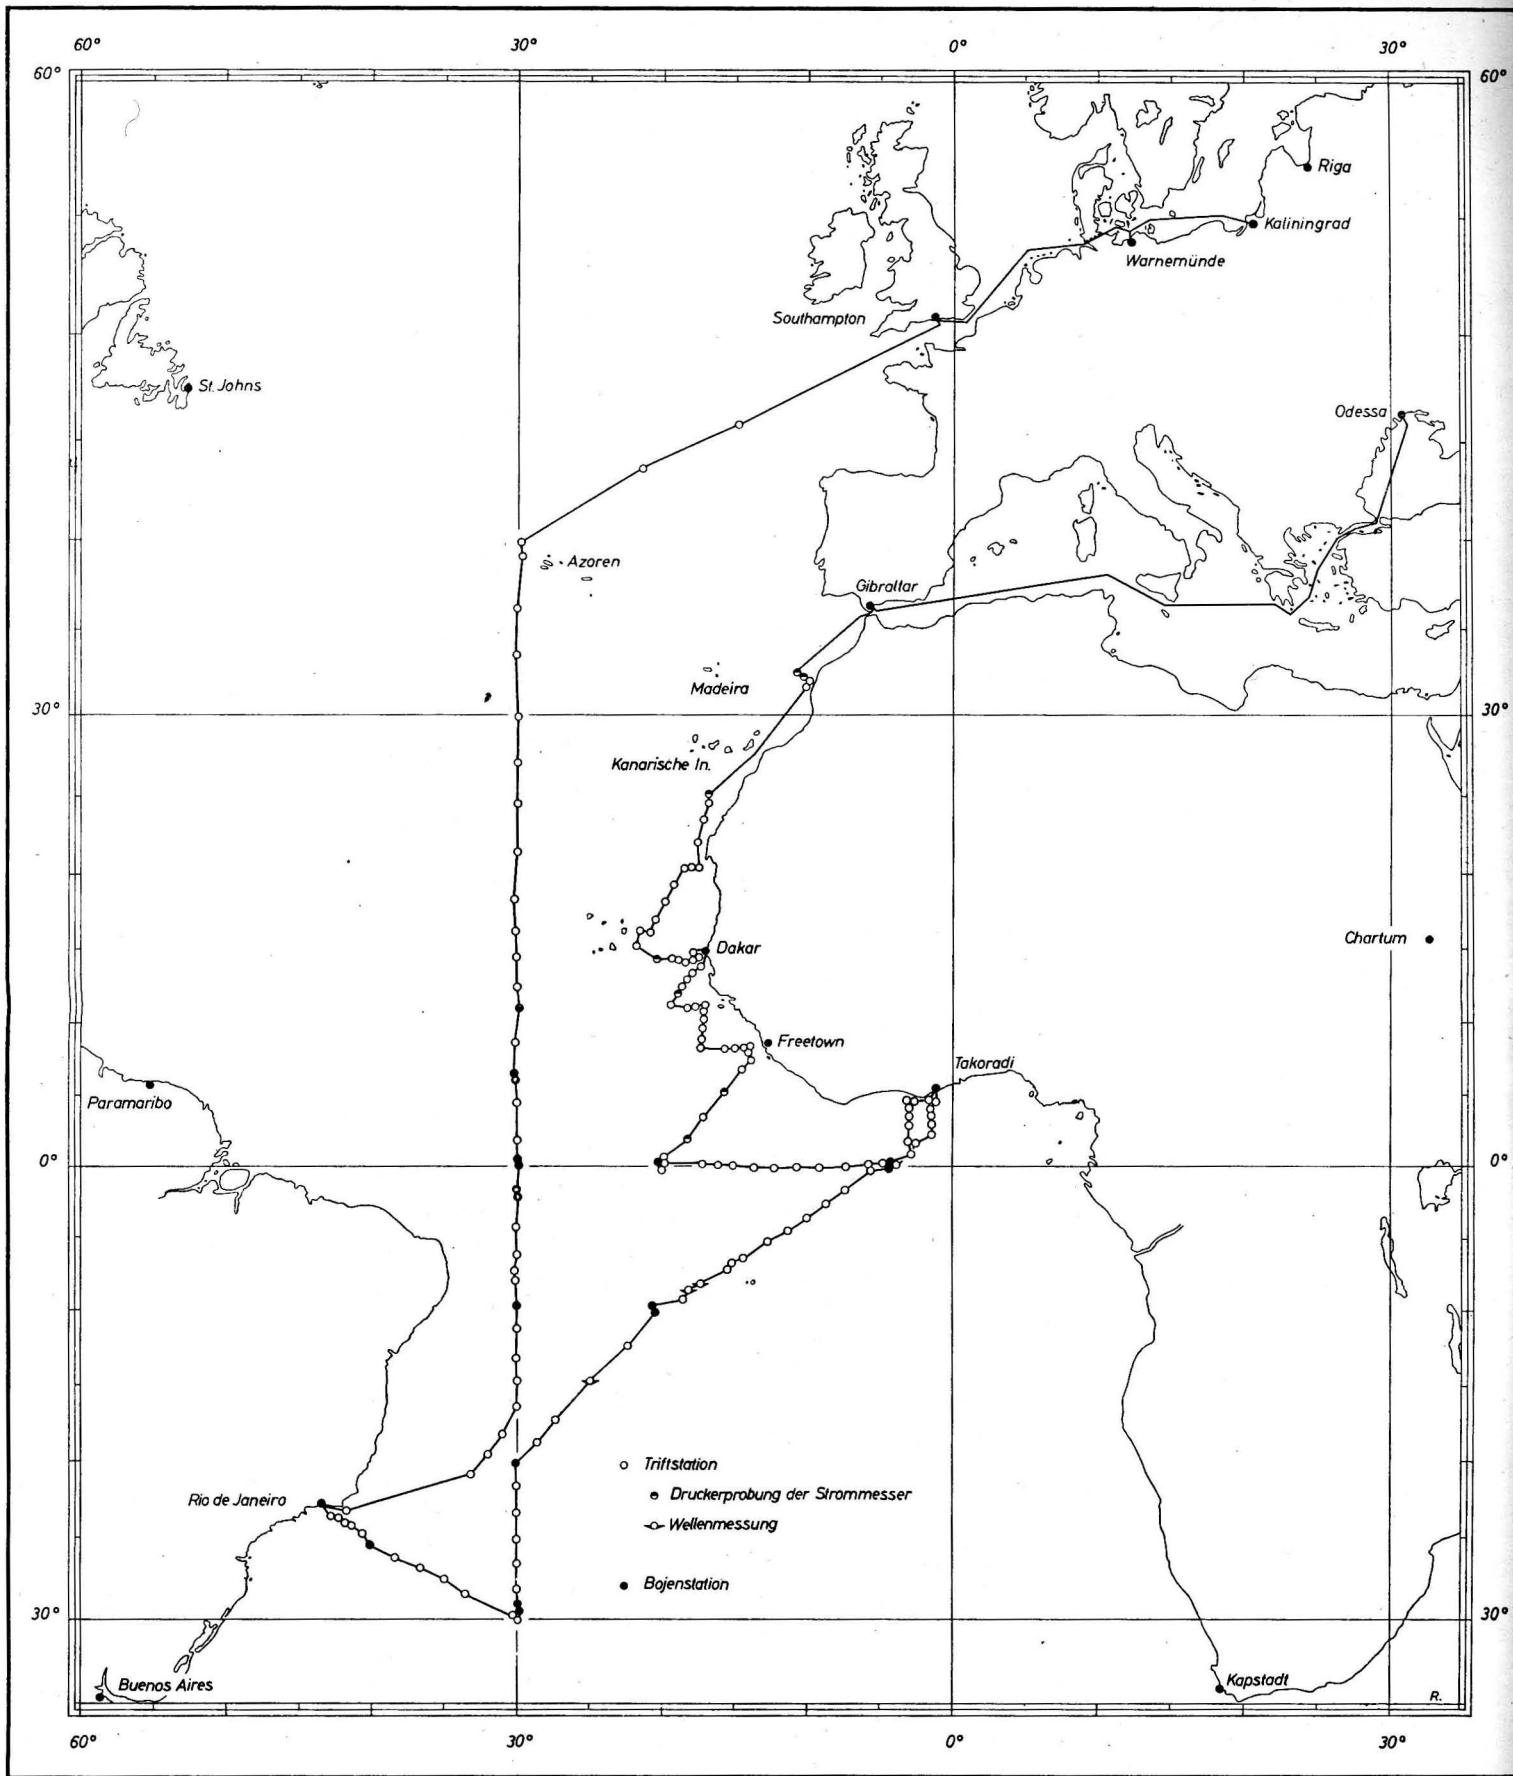 60° 30° 0° 30°
60° 60°
Riga
Kaliningrad
Warnemünde
Southampton
St. Johns
Odessa
Azoren
Gibraltar
Madeira
30° 30°
Kanarische In.
Dakar
Chartum
Freetown
Takoradi
Paramaribo
0° 0°
Triftstation
Rio de Janeiro
Druckerprobung der Strommesser
Wellenmessung
Bojenstation
30° 30°
Buenos Aires
Kapstadt
R.
60° 30° 0° 30°